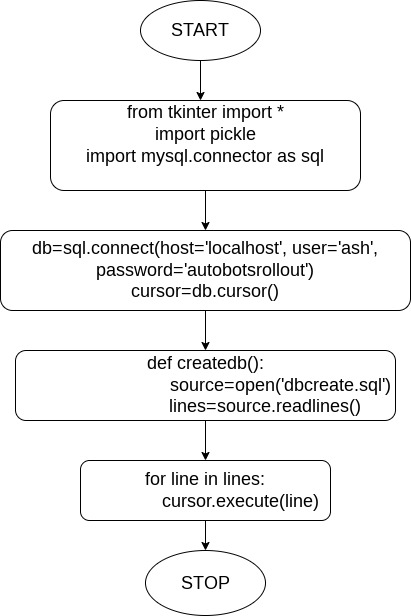 START
from tkinter import *
import pickle
import mysql.connector as sql
db=sql.connect(host='localhost', user='ash',
password='autobotsrollout')
cursor=db.cursor()
def createdb():
source=open('dbcreate.sql')
lines=source.readlines()
for line in lines:
cursor.execute(line)
STOP